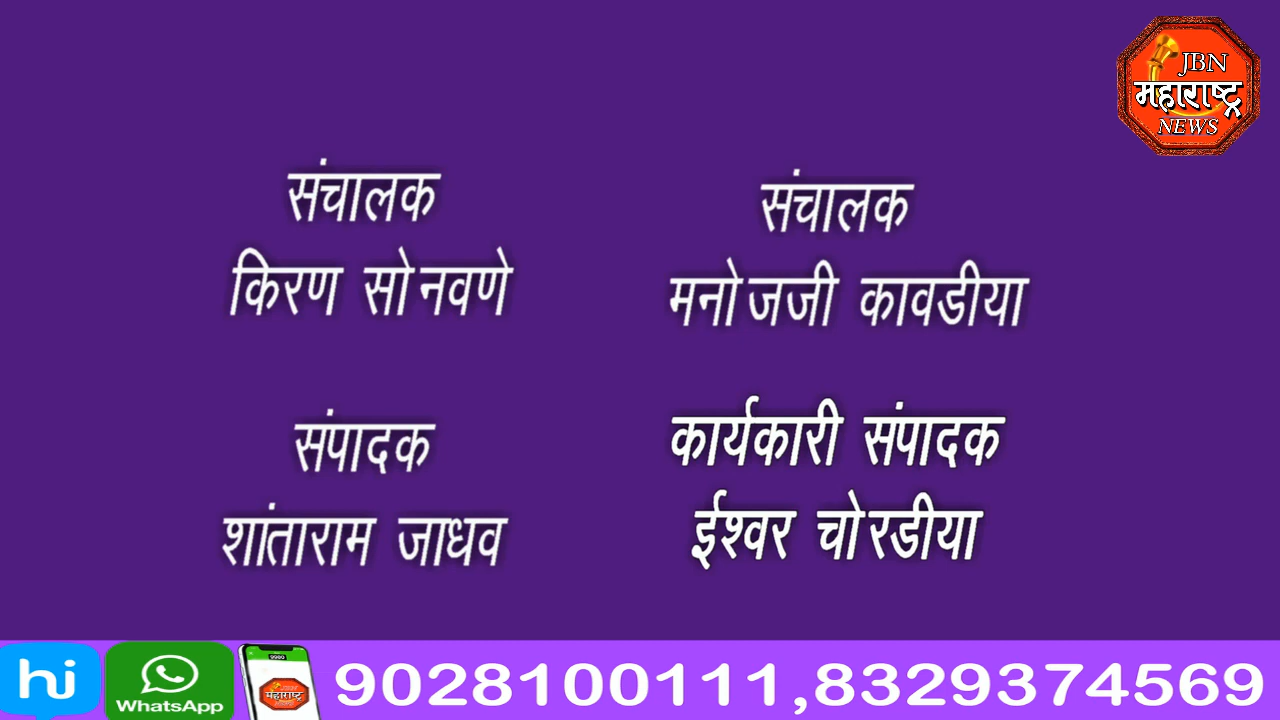 JBN
महाराष्ट्र
NEWS
संचालक
किरण सोनवणे
संचालक
मनोजजी कावडीया
संपादक
शांताराम जाधव
कार्यकारी संपादक
ईश्वर चोरडीया
hi
WhatsApp
महाराष्ट्र
9028100111,8329374569